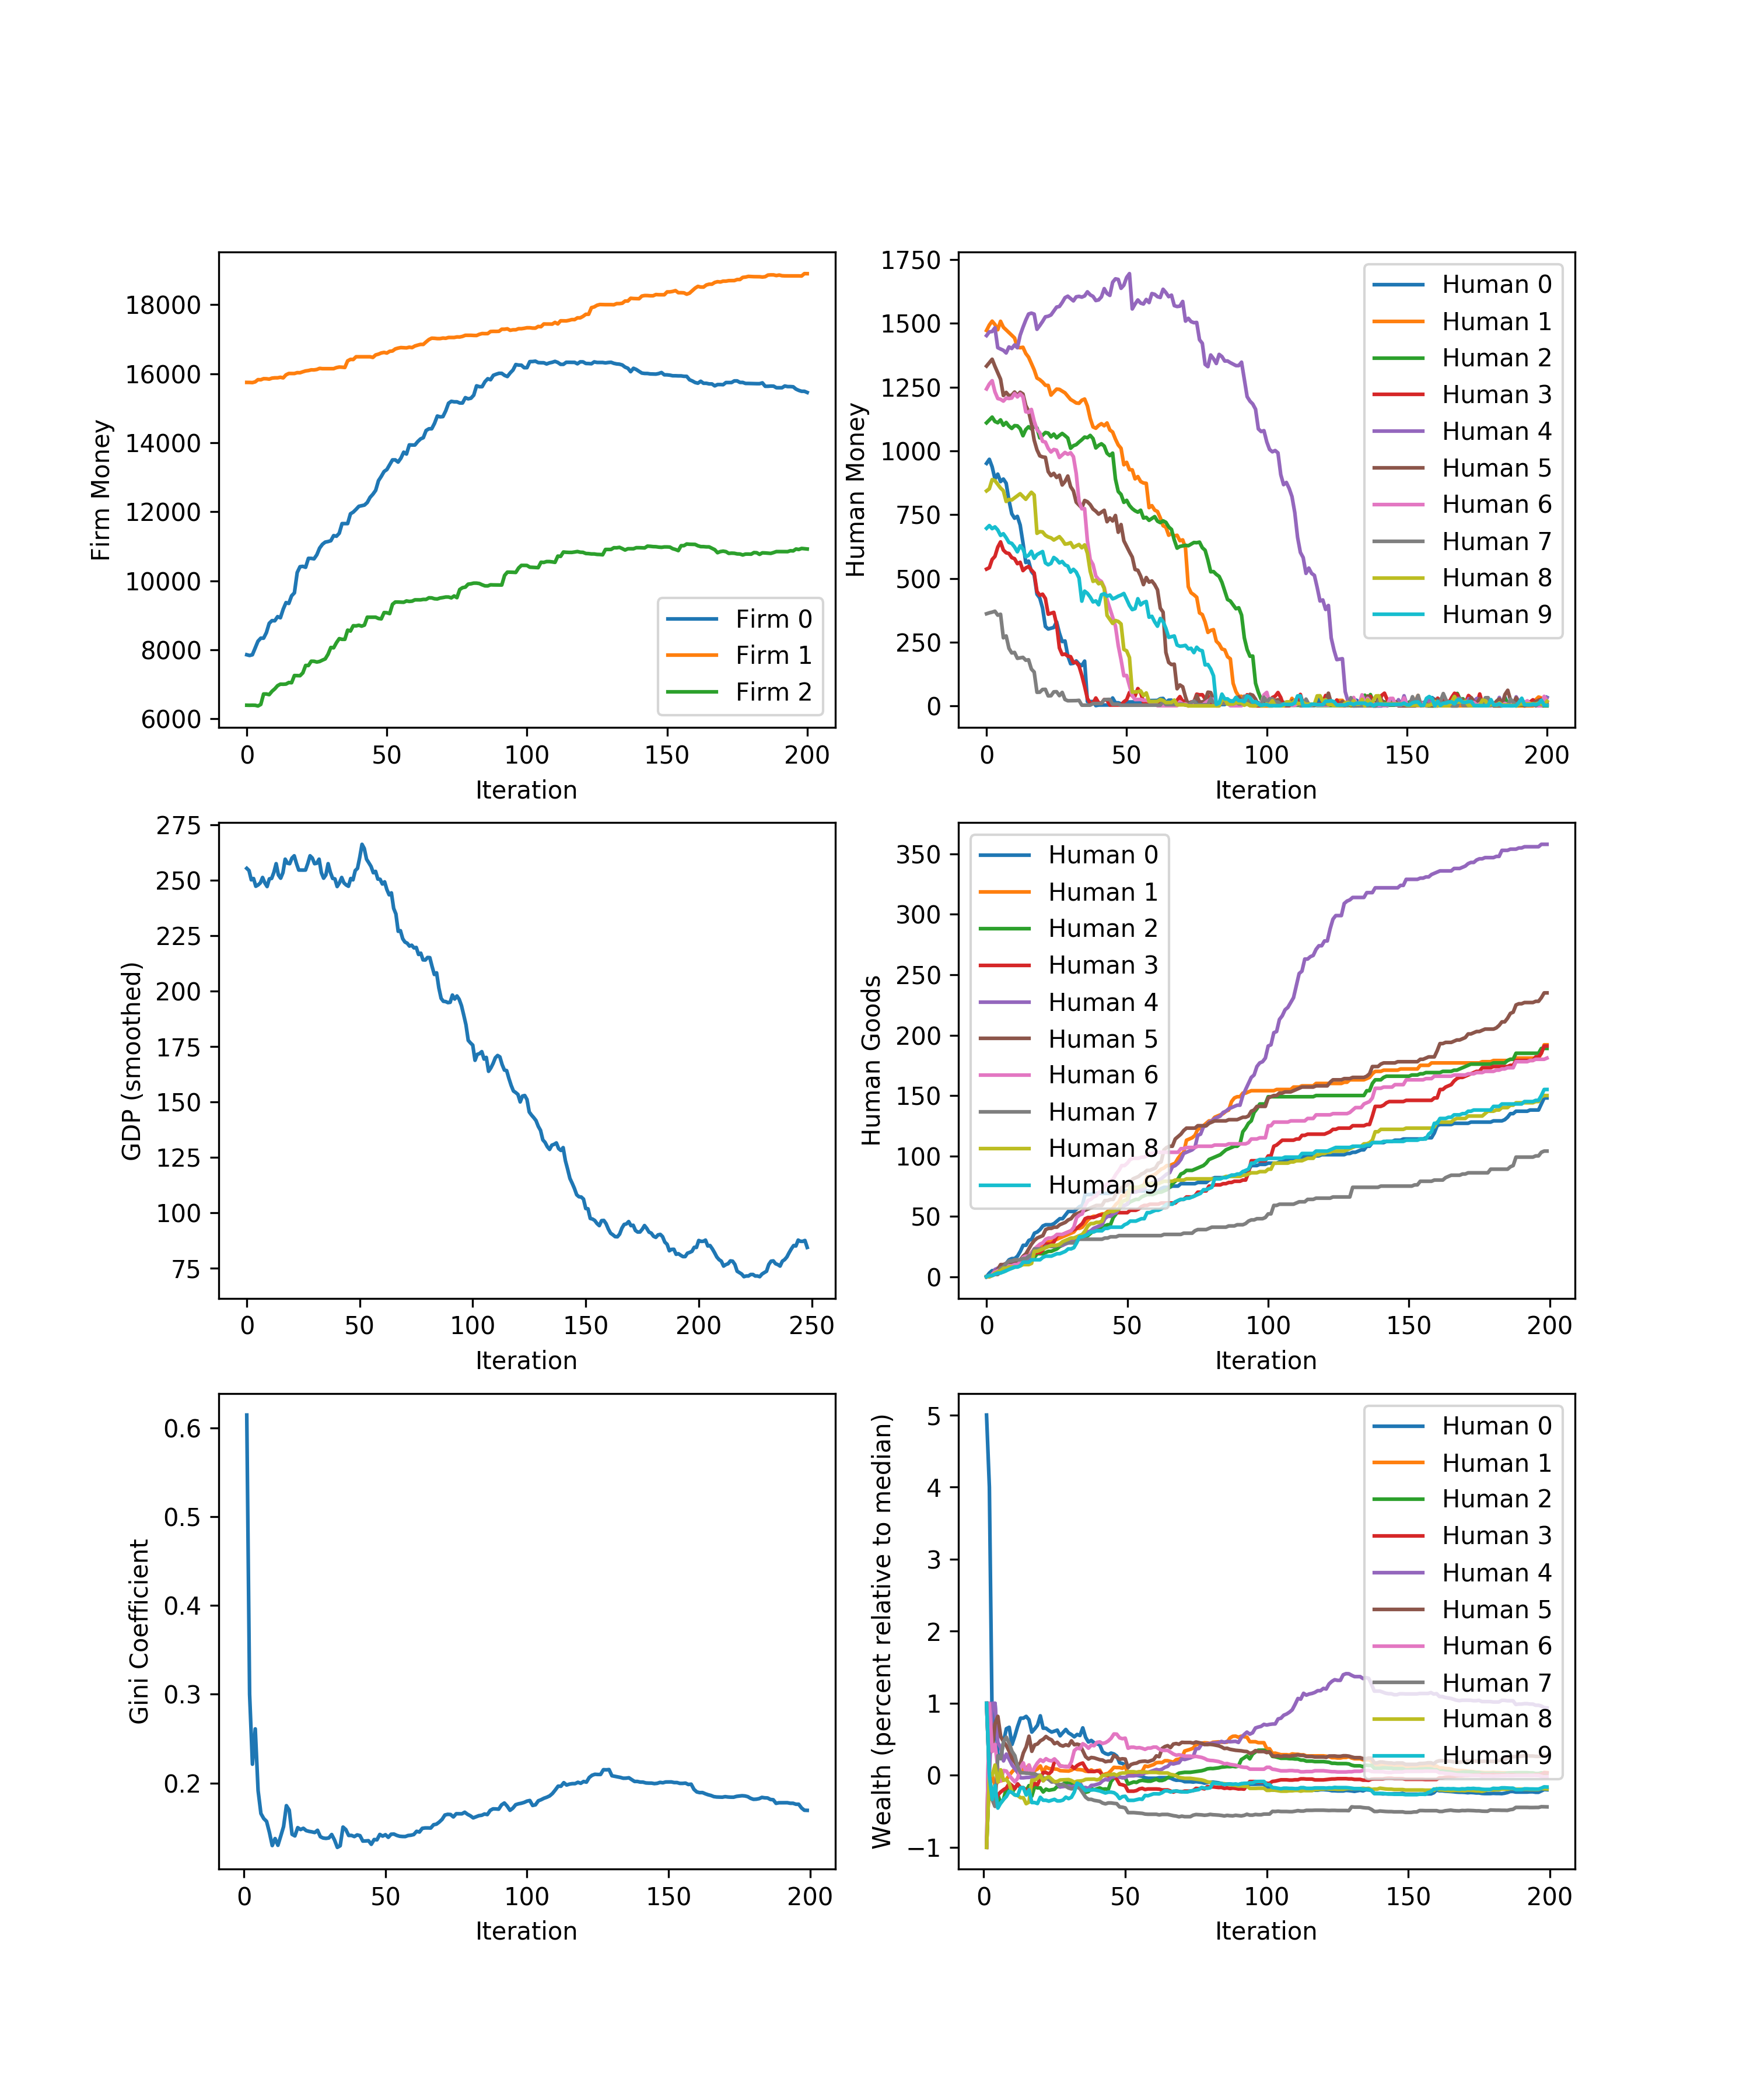 Firm Money
18000
16000
14000
12000
10000
8000
6000
0 50 100 150 200
Iteration
Firm 0
Firm 1
Firm 2
Human Money
1750
1500
1250
1000
750
500
250
0
0 50 100 150 200
Iteration
Human 0
Human 1
Human 2
Human 3
Human 4
Human 5
Human 6
Human 7
Human 8
Human 9
GDP (smoothed)
275
250
225
200
175
150
125
100
75
0 50 100 150 200 250
Iteration
Human Goods
350
300
250
200
150
100
50
0
0 50 100 150 200
Iteration
Human 0
Human 1
Human 2
Human 3
Human 4
Human 5
Human 6
Human 7
Human 8
Human 9
Gini Coefficient
0.6
0.5
0.4
0.3
0.2
0 50 100 150 200
Iteration
Wealth (percent relative to median)
5
4
3
2
1
0
−1
0 50 100 150 200
Iteration
Human 0
Human 1
Human 2
Human 3
Human 4
Human 5
Human 6
Human 7
Human 8
Human 9